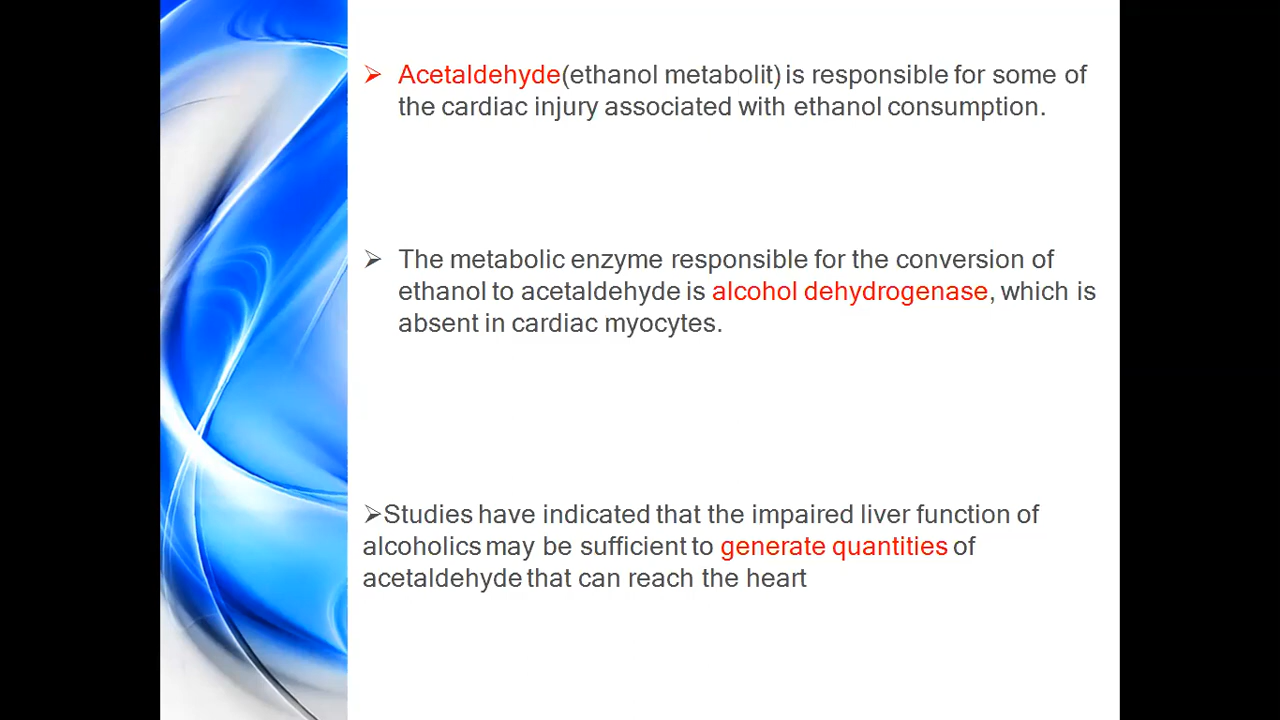 ➢ Acetaldehyde(ethanol metabolit) is responsible for some of
the cardiac injury associated with ethanol consumption.
➢ The metabolic enzyme responsible for the conversion of
ethanol to acetaldehyde is alcohol dehydrogenase, which is
absent in cardiac myocytes.
➢Studies have indicated that the impaired liver function of
alcoholics may be sufficient to generate quantities of
acetaldehyde that can reach the heart